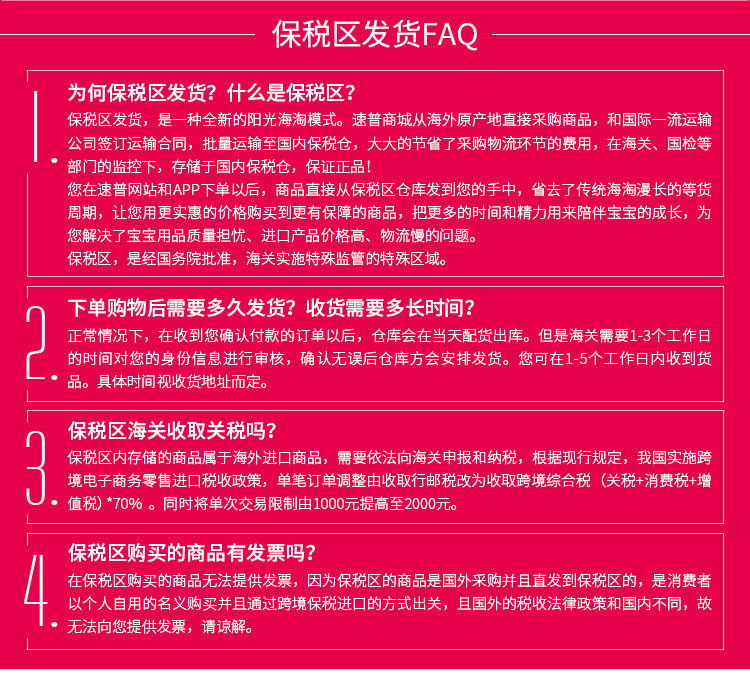 保税区发货FAQ
1.
为何保税区发货？什么是保税区？
保税区发货，是一种全新的阳光海淘模式。速普商城从海外原产地直接采购商品，和国际一流运输
公司签订运输合同，批量运输至国内保税仓，大大的节省了采购物流环节的费用，在海关、国检等
部门的监控下，存储于国内保税仓，保证正品！
您在速普网站和APP下单以后，商品直接从保税区仓库发到您的手中，省去了传统海淘漫长的等货
周期，让您用更实惠的价格购买到更有保障的商品，把更多的时间和精力用来陪伴宝宝的成长，为
您解决了宝宝用品质量担忧、进口产品价格高、物流慢的问题。
保税区，是经国务院批准，海关实施特殊监管的特殊区域。
2.
下单购物后需要多久发货？收货需要多长时间？
正常情况下，在收到您确认付款的订单以后，仓库会在当天配货出库。但是海关需要1-3个工作日
的时间对您的身份信息进行审核，确认无误后仓库方会安排发货。您可在1-5个工作日内收到货
品。具体时间视收货地址而定。
3.
保税区海关收取关税吗？
保税区内存储的商品属于海外进口商品，需要依法向海关申报和纳税，根据现行规定，我国实施跨
境电子商务零售进口税收政策，单笔订单调整由收取行邮税改为收取跨境综合税（关税+消费税+增
值税）*70% 。同时将单次交易限制由1000元提高至2000元。
4.
保税区购买的商品有发票吗？
在保税区购买的商品无法提供发票，因为保税区的商品是国外采购并且直发到保税区的，是消费者
以个人自用的名义购买并且通过跨境保税进口的方式出关，且国外的税收法律政策和国内不同，故
无法向您提供发票，请谅解。